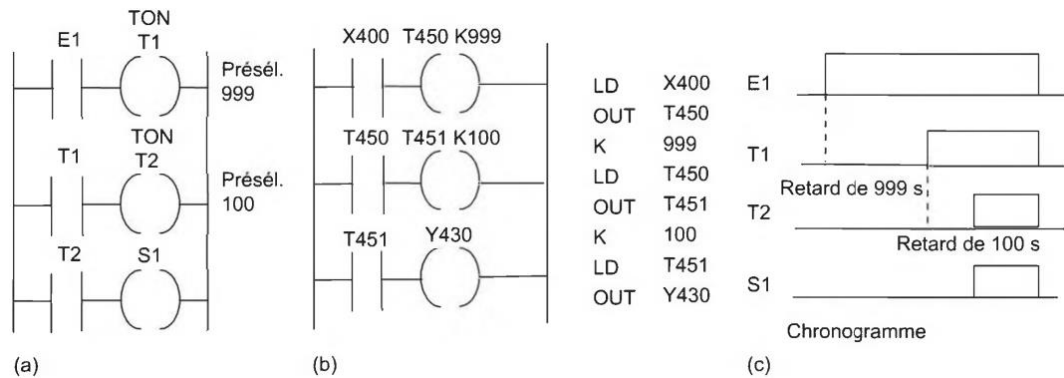 TON
E1 T1
Présél.
999
TON
T1 T2
Présél.
100
T2 S1
(a)
X400 T450 K999
T450 T451 K100
T451 Y430
(b)
LD X400
OUT T450
K 999
LD T450
OUT T451
K 100
LD T451
OUT Y430
E1
T1
Retard de 999 s
T2
Retard de 100 s
S1
Chronogramme
(c)